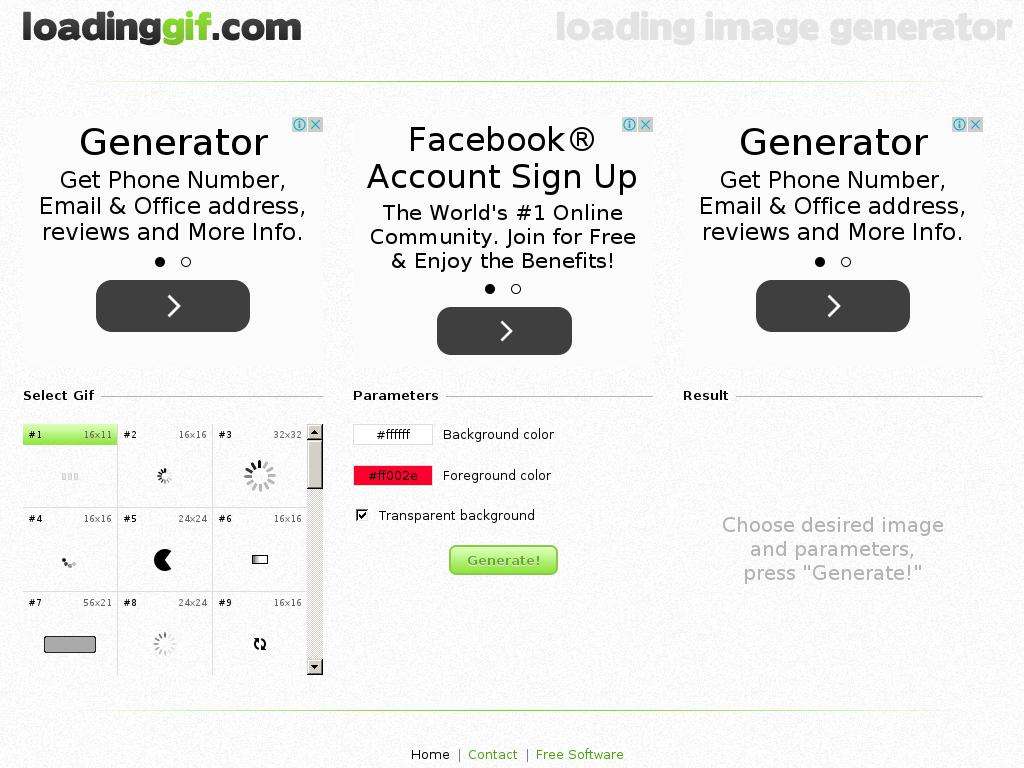 loadinggif.com
loading image generator
Generator
Get Phone Number,
Email & Office address,
reviews and More Info.
Facebook®
Account Sign Up
The World's #1 Online
Community. Join for Free
& Enjoy the Benefits!
Generator
Get Phone Number,
Email & Office address,
reviews and More Info.
Select Gif
#1 16x11
#2 16x16
#3 32x32
#4 16x16
#5 24x24
#6 16x16
#7 56x21
#8 24x24
#9 16x16
Parameters
#ffffff Background color
#ff002e Foreground color
Transparent background
Generate!
Result
Choose desired image
and parameters,
press "Generate!"
Home | Contact | Free Software